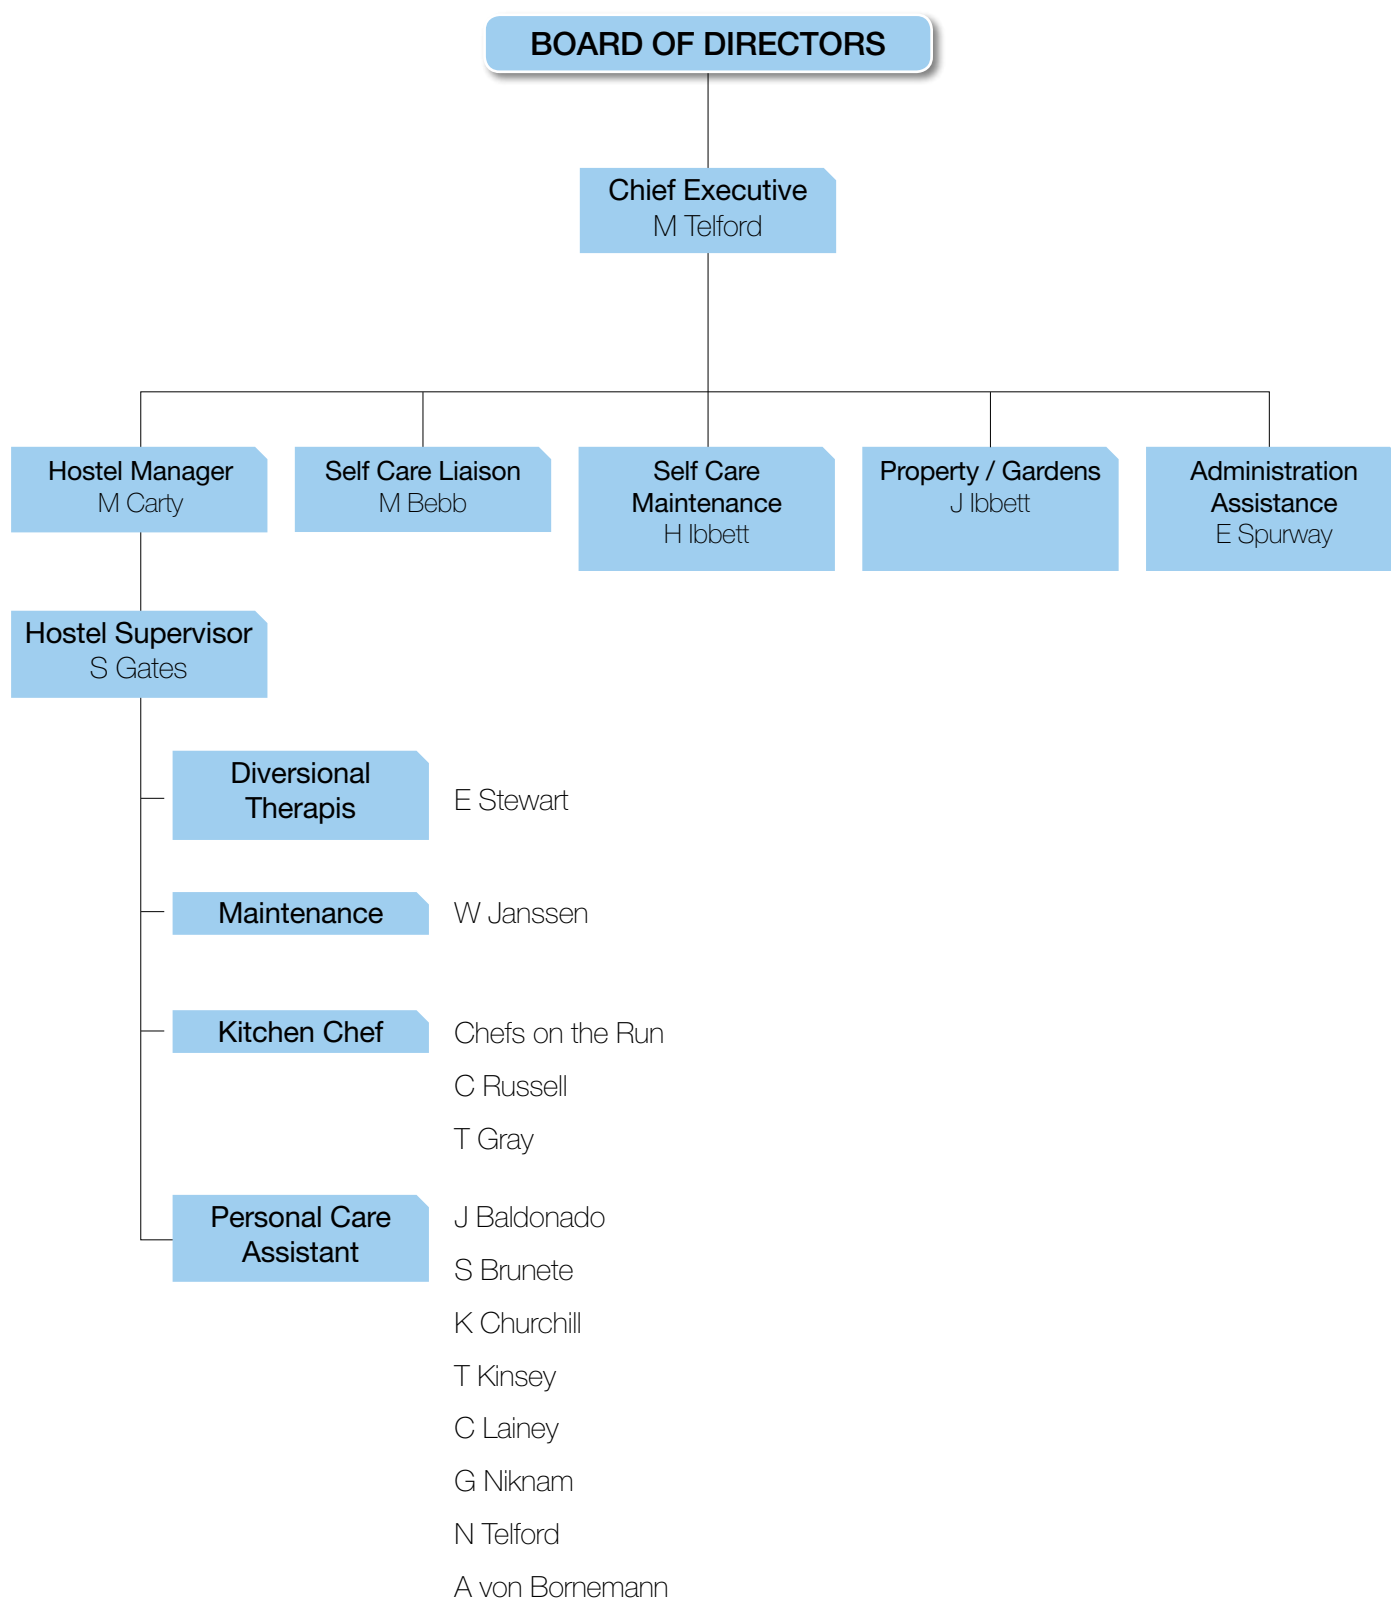 BOARD OF DIRECTORS
Chief Executive
M Telford
Hostel Manager
M Carty
Self Care Liaison
M Bebb
Self Care
Maintenance
H Ibbett
Property / Gardens
J Ibbett
Administration
Assistance
E Spurway
Hostel Supervisor
S Gates
Diversional
Therapis
E Stewart
Maintenance
W Janssen
Kitchen Chef
Chefs on the Run
C Russell
T Gray
Personal Care
Assistant
J Baldonado
S Brunete
K Churchill
T Kinsey
C Lainey
G Niknam
N Telford
A von Bornemann